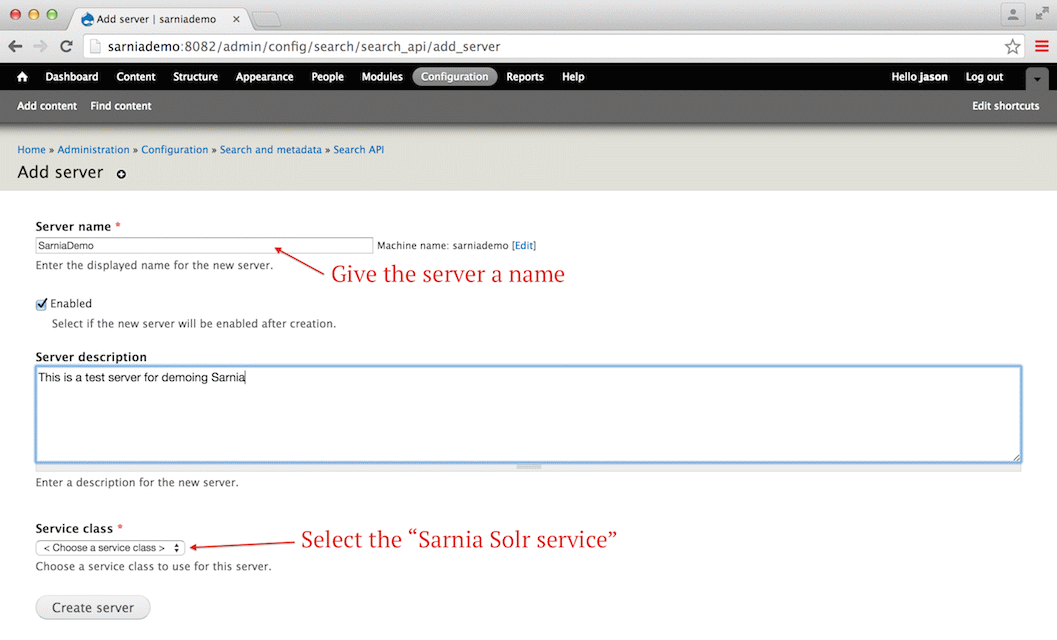 Add server | sarniademo
sarniademo:8082/admin/config/search/search_api/add_server
Dashboard Content Structure Appearance People Modules Configuration Reports Help Hello jason Log out
Add content Find content Edit shortcuts
Home » Administration » Configuration » Search and metadata » Search API
Add server
Server name *
SarniaDemo Machine name: sarniademo [Edit]
Enter the displayed name for the new server.
Give the server a name
Enabled
Select if the new server will be enabled after creation.
Server description
This is a test server for demoing Sarnia
Enter a description for the new server.
Service class *
< Choose a service class > Select the “Sarnia Solr service”
Choose a service class to use for this server.
Create server